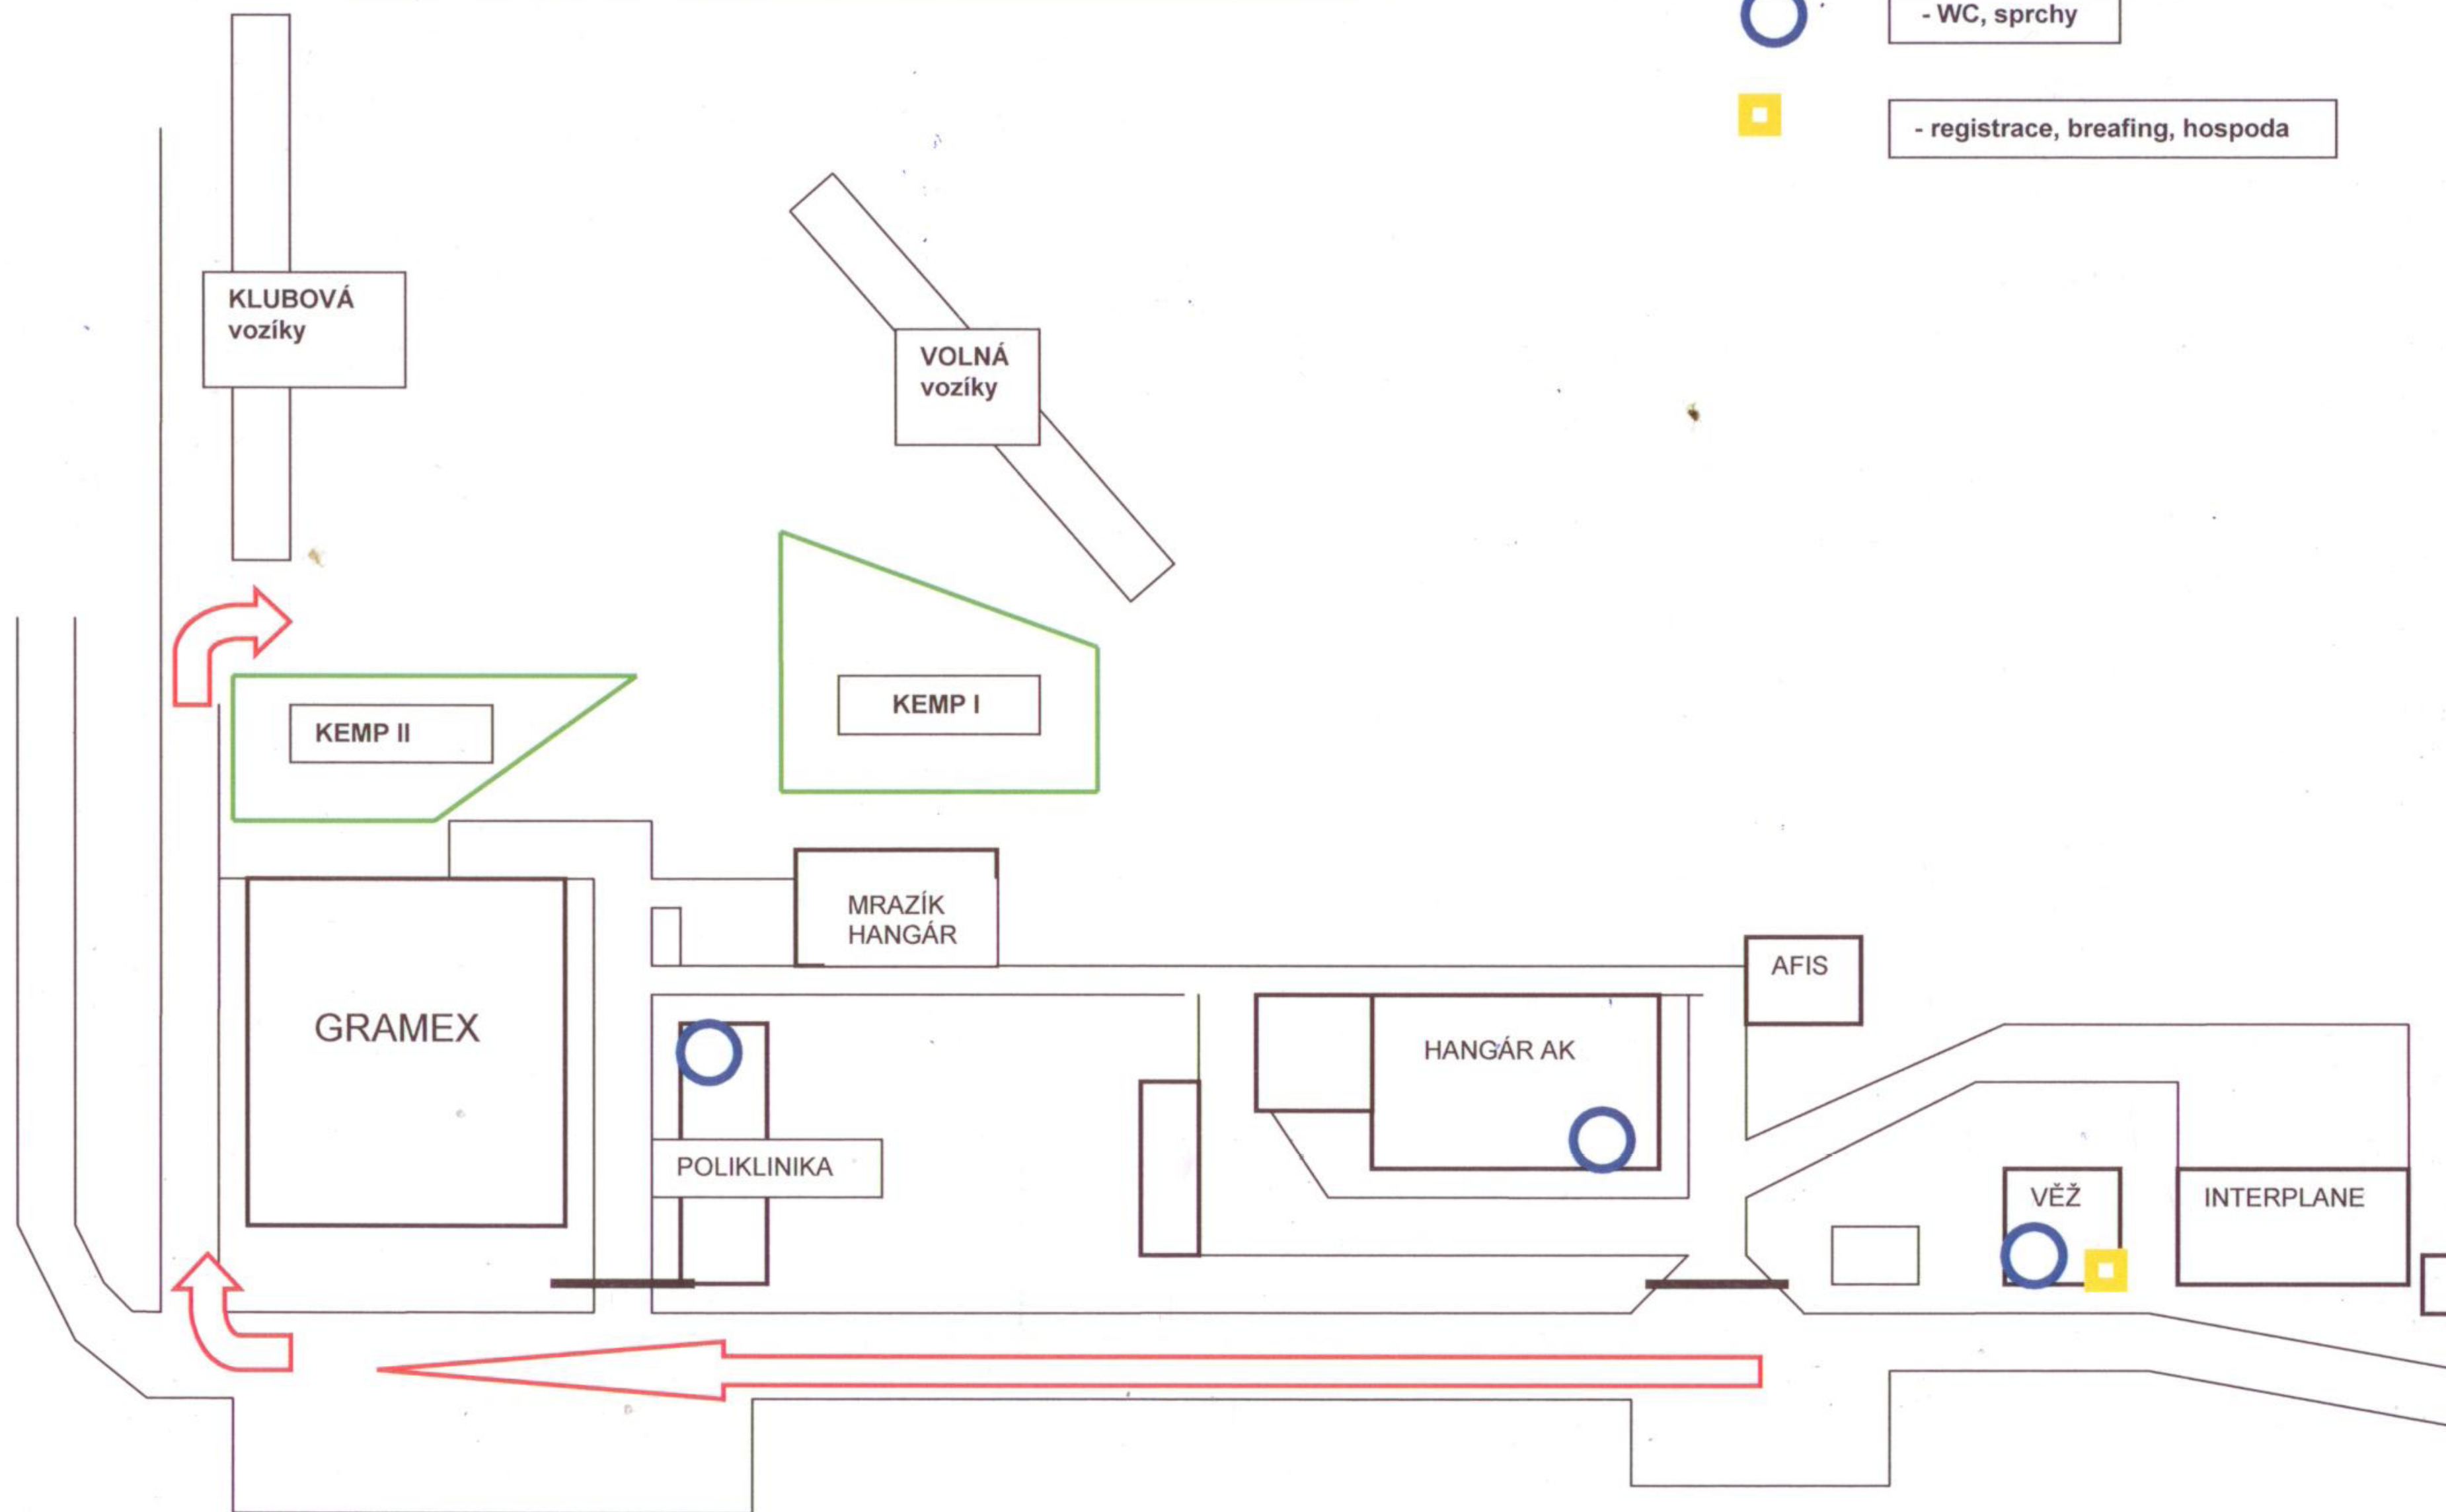 - WC, sprchy
- registrace, breafing, hospoda
KLUBOVÁ
vozíky
VOLNÁ
vozíky
KEMP II
KEMP I
MRAZÍK
HANGÁR
AFIS
GRAMEX
HANGÁR AK
POLIKLINIKA
VĚŽ
INTERPLANE